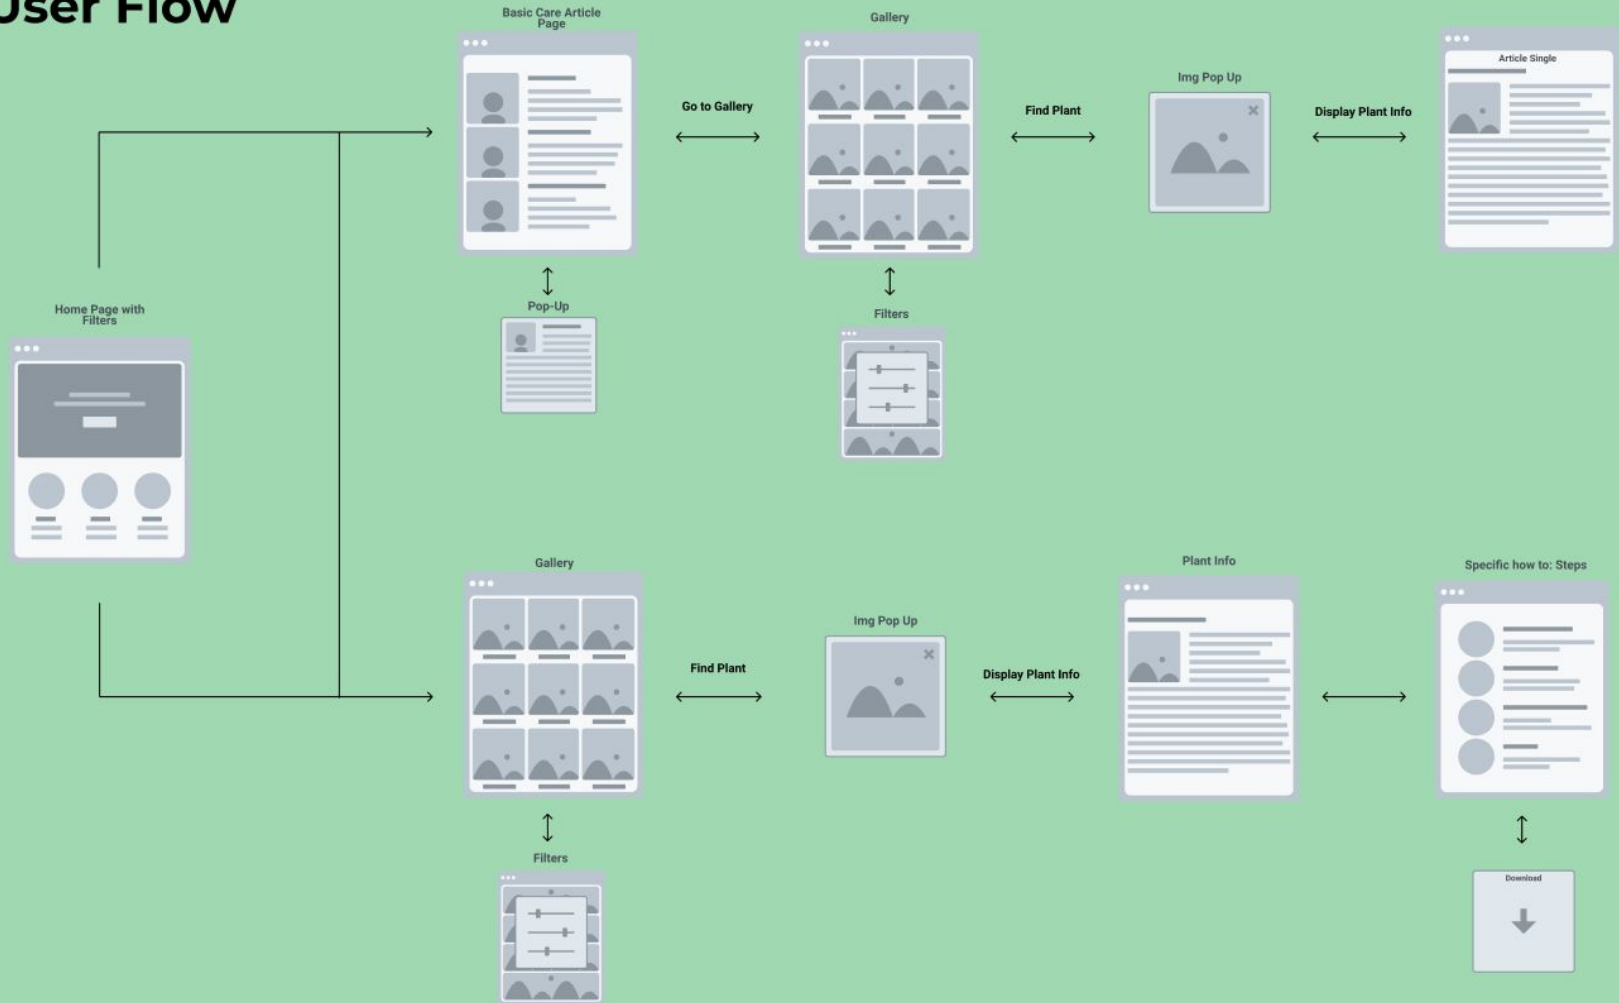 User Flow
Basic Care Article
Page
Gallery
Article Single
Img Pop Up
Go to Gallery
Find Plant
Display Plant Info
Home Page with
Filters
Pop-Up
Filters
Gallery
Img Pop Up
Plant Info
Specific how to: Steps
Find Plant
Display Plant Info
Filters
Download